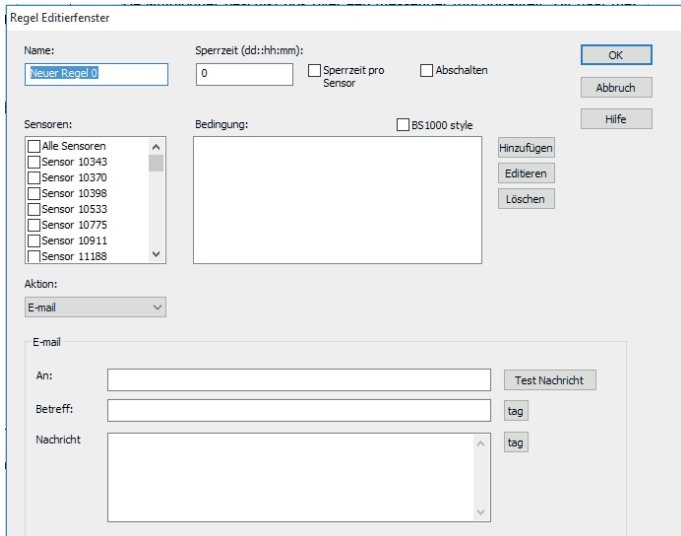 Regel Editierfenster
Name:
Sperrzeit (dd::hh:mm):
Neuer Regel 0
0
Sperrzeit pro Sensor
Abschalten
OK
Abbruch
Hilfe
Sensoren:
Bedingung:
BS1000 style
Alle Sensoren
Sensor 10343
Sensor 10370
Sensor 10398
Sensor 10533
Sensor 10775
Sensor 10911
Sensor 11188
Hinzufügen
Editieren
Löschen
Aktion:
E-mail
E-mail
An:
Test Nachricht
Betreff:
tag
Nachricht
tag